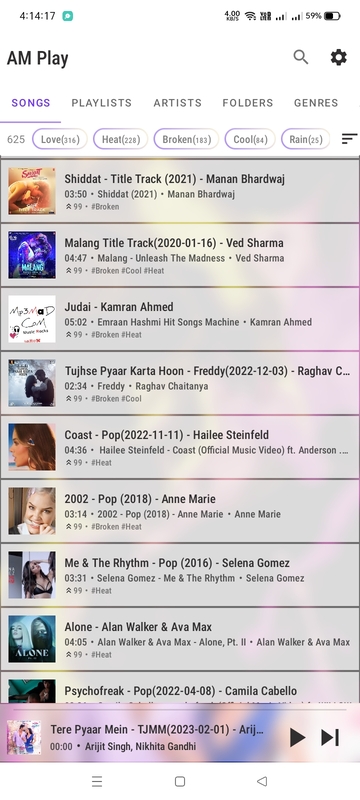 4:14:17
4.00 KB/S
59%
AM Play
SONGS PLAYLISTS ARTISTS FOLDERS GENRES
625 Love(316) Heat(228) Broken(183) Cool(84) Rain(25)
Shiddat - Title Track (2021) - Manan Bhardwaj
03:50 • Shiddat (2021) • Manan Bhardwaj
99 • #Broken
MALANG
Malang Title Track(2020-01-16) - Ved Sharma
04:47 • Malang - Unleash The Madness • Ved Sharma
99 • #Broken #Cool #Heat
Mp3MaD
.Com
Judai - Kamran Ahmed
05:02 • Emraan Hashmi Hit Songs Machine • Kamran Ahmed
99 • #Broken #Heat
Tujhse Pyaar Karta Hoon - Freddy(2022-12-03) - Raghav C...
02:34 • Freddy • Raghav Chaitanya
99 • #Broken #Cool
Coast - Pop(2022-11-11) - Hailee Steinfeld
04:36 • Hailee Steinfeld - Coast (Official Music Video) ft. Anderson ....
99 • #Heat
2002 - Pop (2018) - Anne Marie
03:14 • 2002 - Pop (2018) - Anne Marie • Anne Marie
99 • #Broken #Heat
Me & The Rhythm - Pop (2016) - Selena Gomez
03:31 • Selena Gomez - Me & The Rhythm • Selena Gomez
99 • #Heat
ALONE
Alone - Alan Walker & Ava Max
04:05 • Alan Walker & Ava Max - Alone, Pt. II • Alan Walker & Ava Max
99 • #Heat
Psychofreak - Pop(2022-04-08) - Camila Cabello
Tere Pyaar Mein - TJMM(2023-02-01) - Arij...
00:00 • Arijit Singh, Nikhita Gandhi